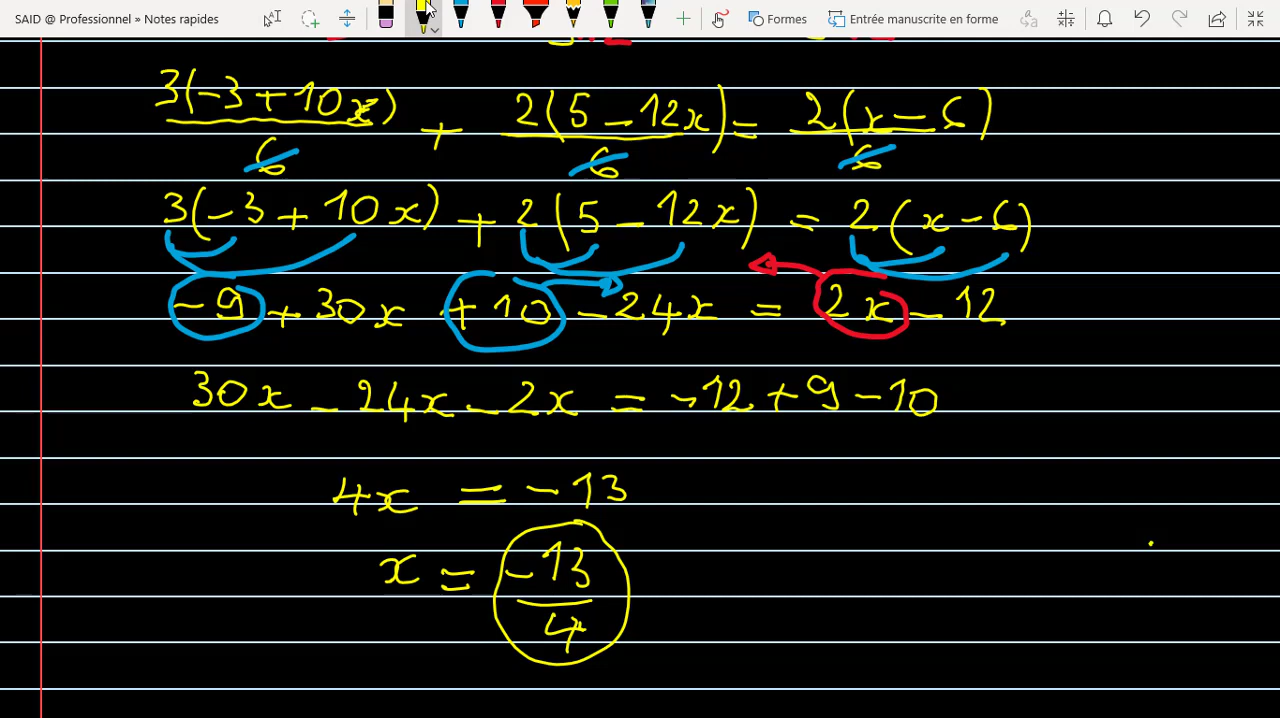 SAID @ Professionnel » Notes rapides
Formes
Entrée manuscrite en forme
3(-3+10x)/6 + 2(5-12x)/6 = 2(x-6)/6
3(-3+10x) + 2(5-12x) = 2(x-6)
-9+30x+10-24x = 2x-12
30x-24x-2x = -12+9-10
4x = -13
x = -13/4